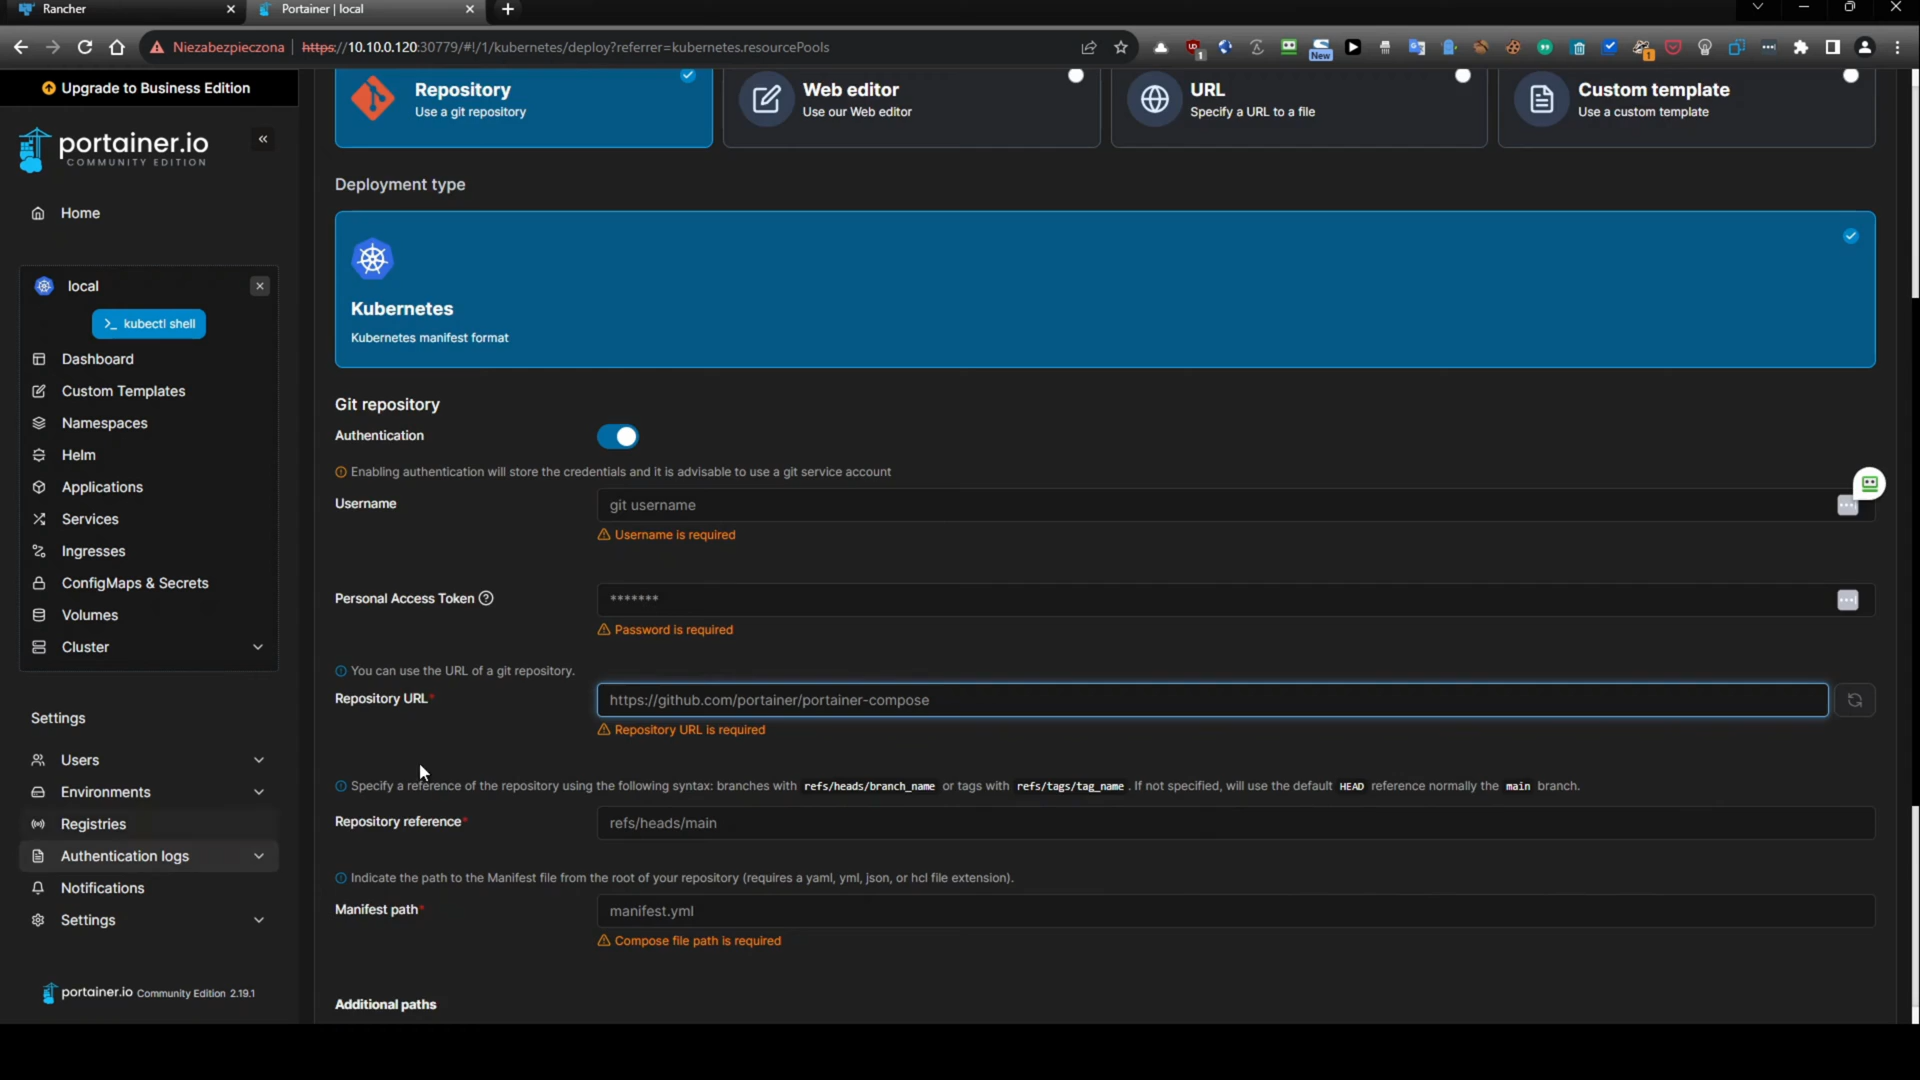 Rancher
Portainer | local
Niezabezpieczona
https://10.10.0.120:30779/#!/1/kubernetes/deploy?referrer=kubernetes.resourcePools
1
New
1
Upgrade to Business Edition
portainer.io
COMMUNITY EDITION
Home
local
>_ kubectl shell
Dashboard
Custom Templates
Namespaces
Helm
Applications
Services
Ingresses
ConfigMaps & Secrets
Volumes
Cluster
Settings
Users
Environments
Registries
Authentication logs
Notifications
Settings
portainer.io Community Edition 2.19.1
Repository
Use a git repository
Web editor
Use our Web editor
URL
Specify a URL to a file
Custom template
Use a custom template
Deployment type
Kubernetes
Kubernetes manifest format
Git repository
Authentication
Enabling authentication will store the credentials and it is advisable to use a git service account
Username
git username
Username is required
Personal Access Token
*******
Password is required
You can use the URL of a git repository.
Repository URL*
https://github.com/portainer/portainer-compose
Repository URL is required
Specify a reference of the repository using the following syntax: branches with refs/heads/branch_name or tags with refs/tags/tag_name. If not specified, will use the default HEAD reference normally the main branch.
Repository reference*
refs/heads/main
Indicate the path to the Manifest file from the root of your repository (requires a yaml, yml, json, or hcl file extension).
Manifest path*
manifest.yml
Compose file path is required
Additional paths